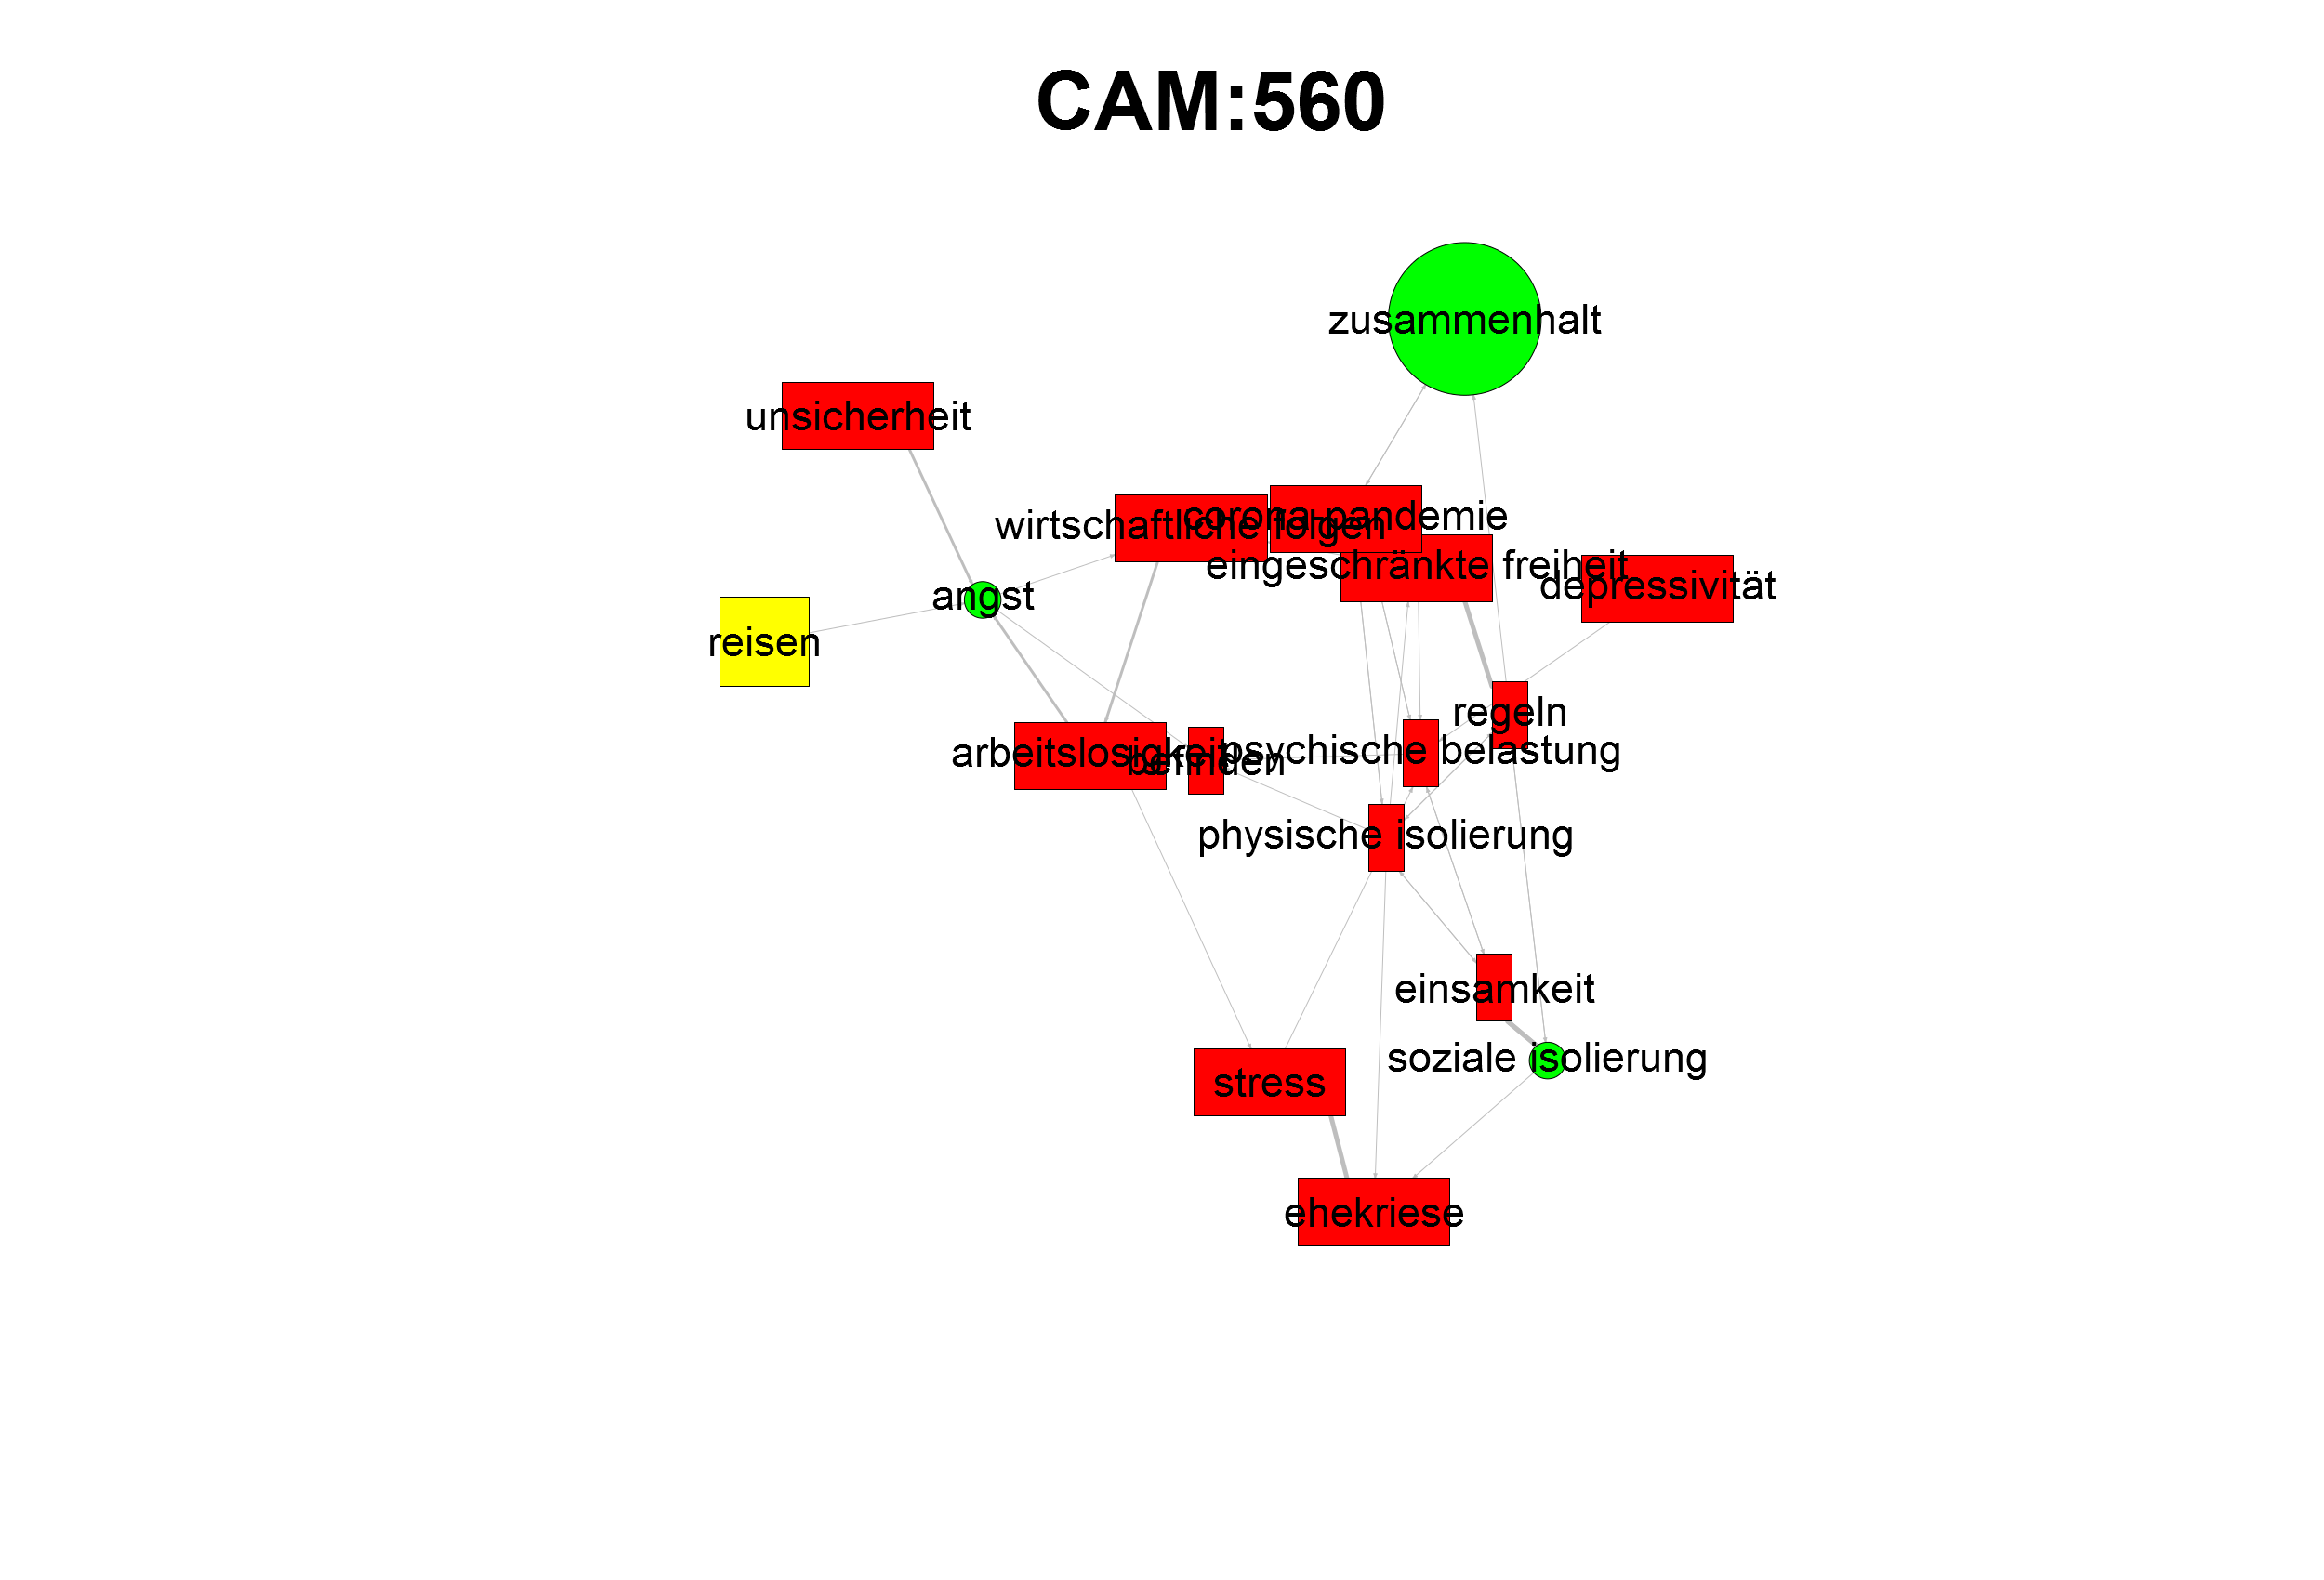 CAM:560
zusammenhalt
unsicherheit
corona-pandemie
wirtschaftliche folgen
eingeschränkte freiheit
depressivität
angst
reisen
regeln
psychische belastung
arbeitslosigkeit
befinden
physische isolierung
einsamkeit
soziale isolierung
stress
ehekriese